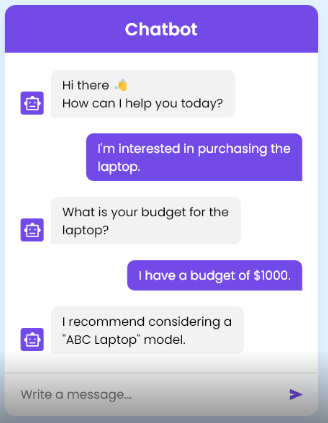 Chatbot
Hi there 👋
How can I help you today?
I'm interested in purchasing the
laptop.
What is your budget for the
laptop?
I have a budget of $1000.
I recommend considering a
"ABC Laptop" model.
Write a message...